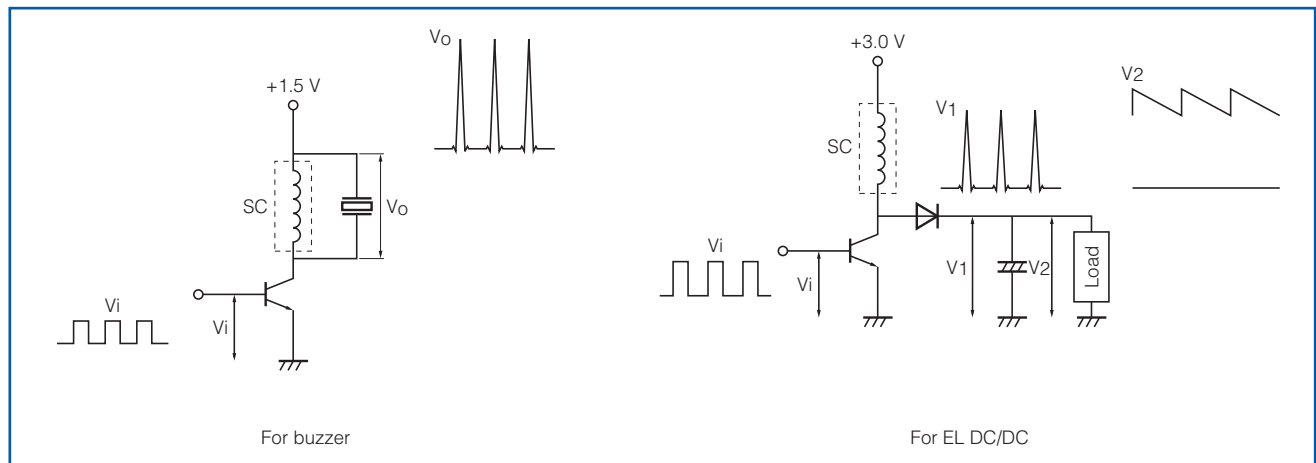 Vo
+1.5 V
SC
Vo
Vi
Vi
For buzzer
+3.0 V
V2
V1
SC
Vi
Vi
V1
V2
Load
For EL DC/DC